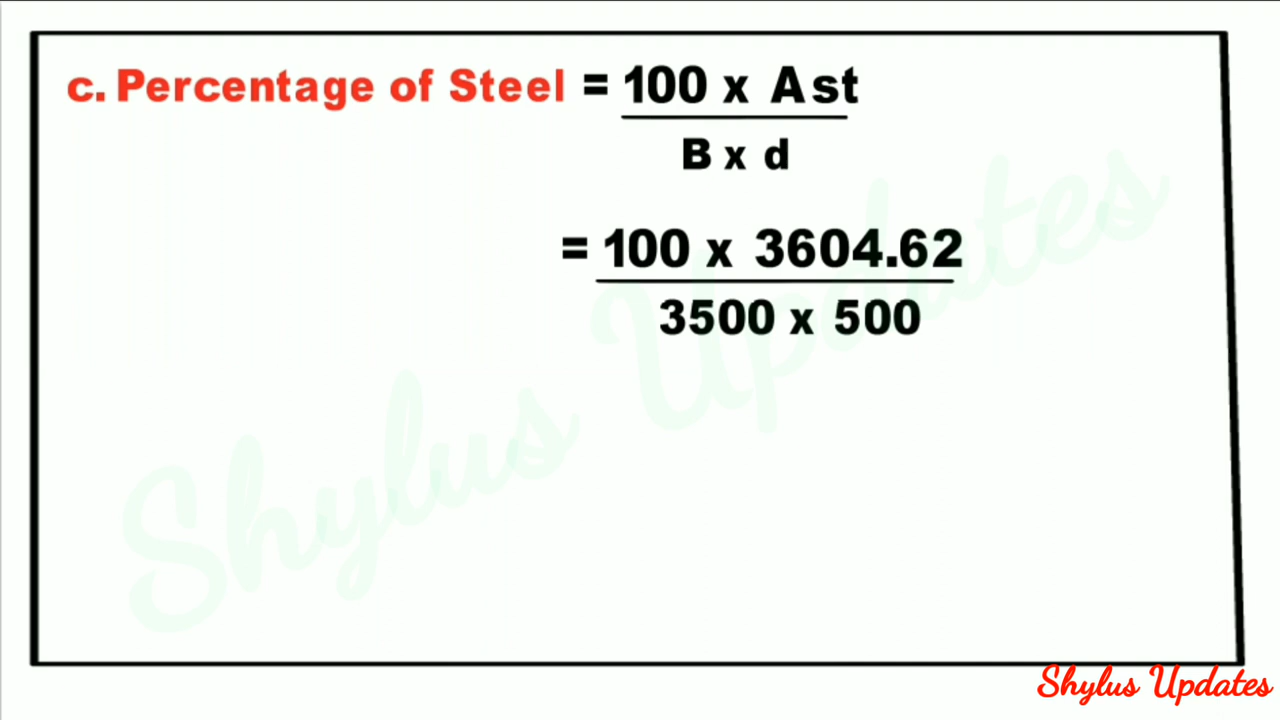 c. Percentage of Steel = 100 x Ast
B x d
= 100 x 3604.62
3500 x 500
Shylus Updates
Shylus Updates